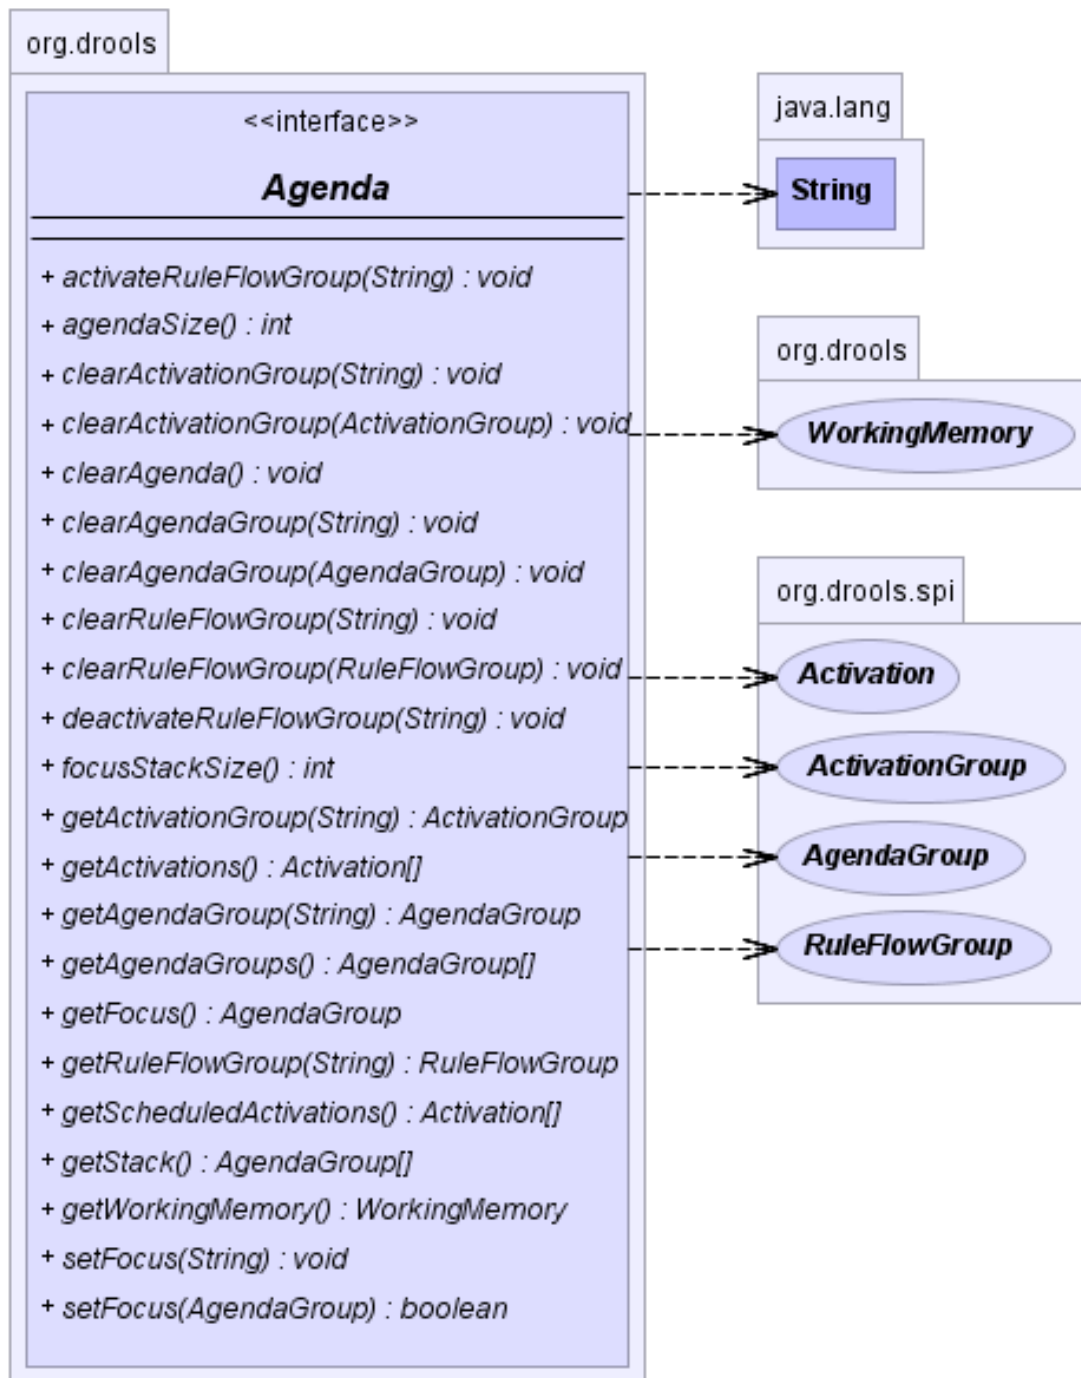 org.drools
<<interface>>
Agenda
+ activateRuleFlowGroup(String) : void
+ agendaSize() : int
+ clearActivationGroup(String) : void
+ clearActivationGroup(ActivationGroup) : void
+ clearAgenda() : void
+ clearAgendaGroup(String) : void
+ clearAgendaGroup(AgendaGroup) : void
+ clearRuleFlowGroup(String) : void
+ clearRuleFlowGroup(RuleFlowGroup) : void
+ deactivateRuleFlowGroup(String) : void
+ focusStackSize() : int
+ getActivationGroup(String) : ActivationGroup
+ getActivations() : Activation[]
+ getAgendaGroup(String) : AgendaGroup
+ getAgendaGroups() : AgendaGroup[]
+ getFocus() : AgendaGroup
+ getRuleFlowGroup(String) : RuleFlowGroup
+ getScheduledActivations() : Activation[]
+ getStack() : AgendaGroup[]
+ getWorkingMemory() : WorkingMemory
+ setFocus(String) : void
+ setFocus(AgendaGroup) : boolean
java.lang
String
org.drools
WorkingMemory
org.drools.spi
Activation
ActivationGroup
AgendaGroup
RuleFlowGroup